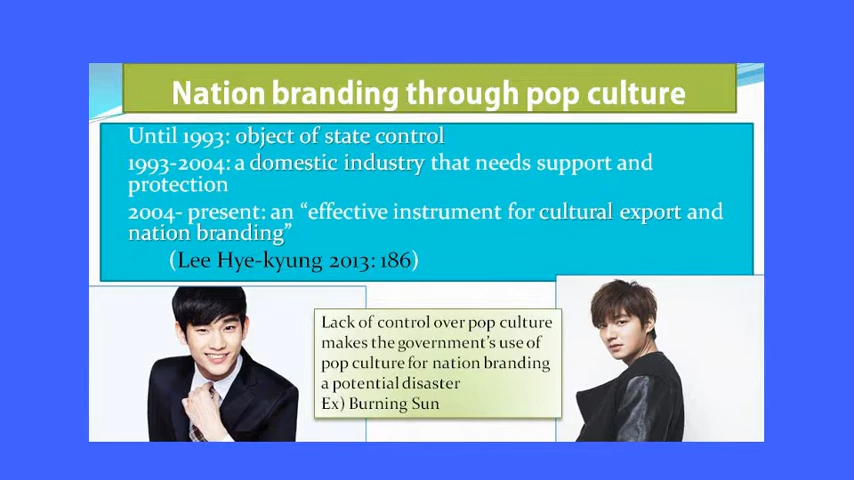 Nation branding through pop culture
Until 1993: object of state control
1993-2004: a domestic industry that needs support and
protection
2004- present: an “effective instrument for cultural export and
nation branding”
(Lee Hye-kyung 2013: 186)
Lack of control over pop culture
makes the government’s use of
pop culture for nation branding
a potential disaster
Ex) Burning Sun